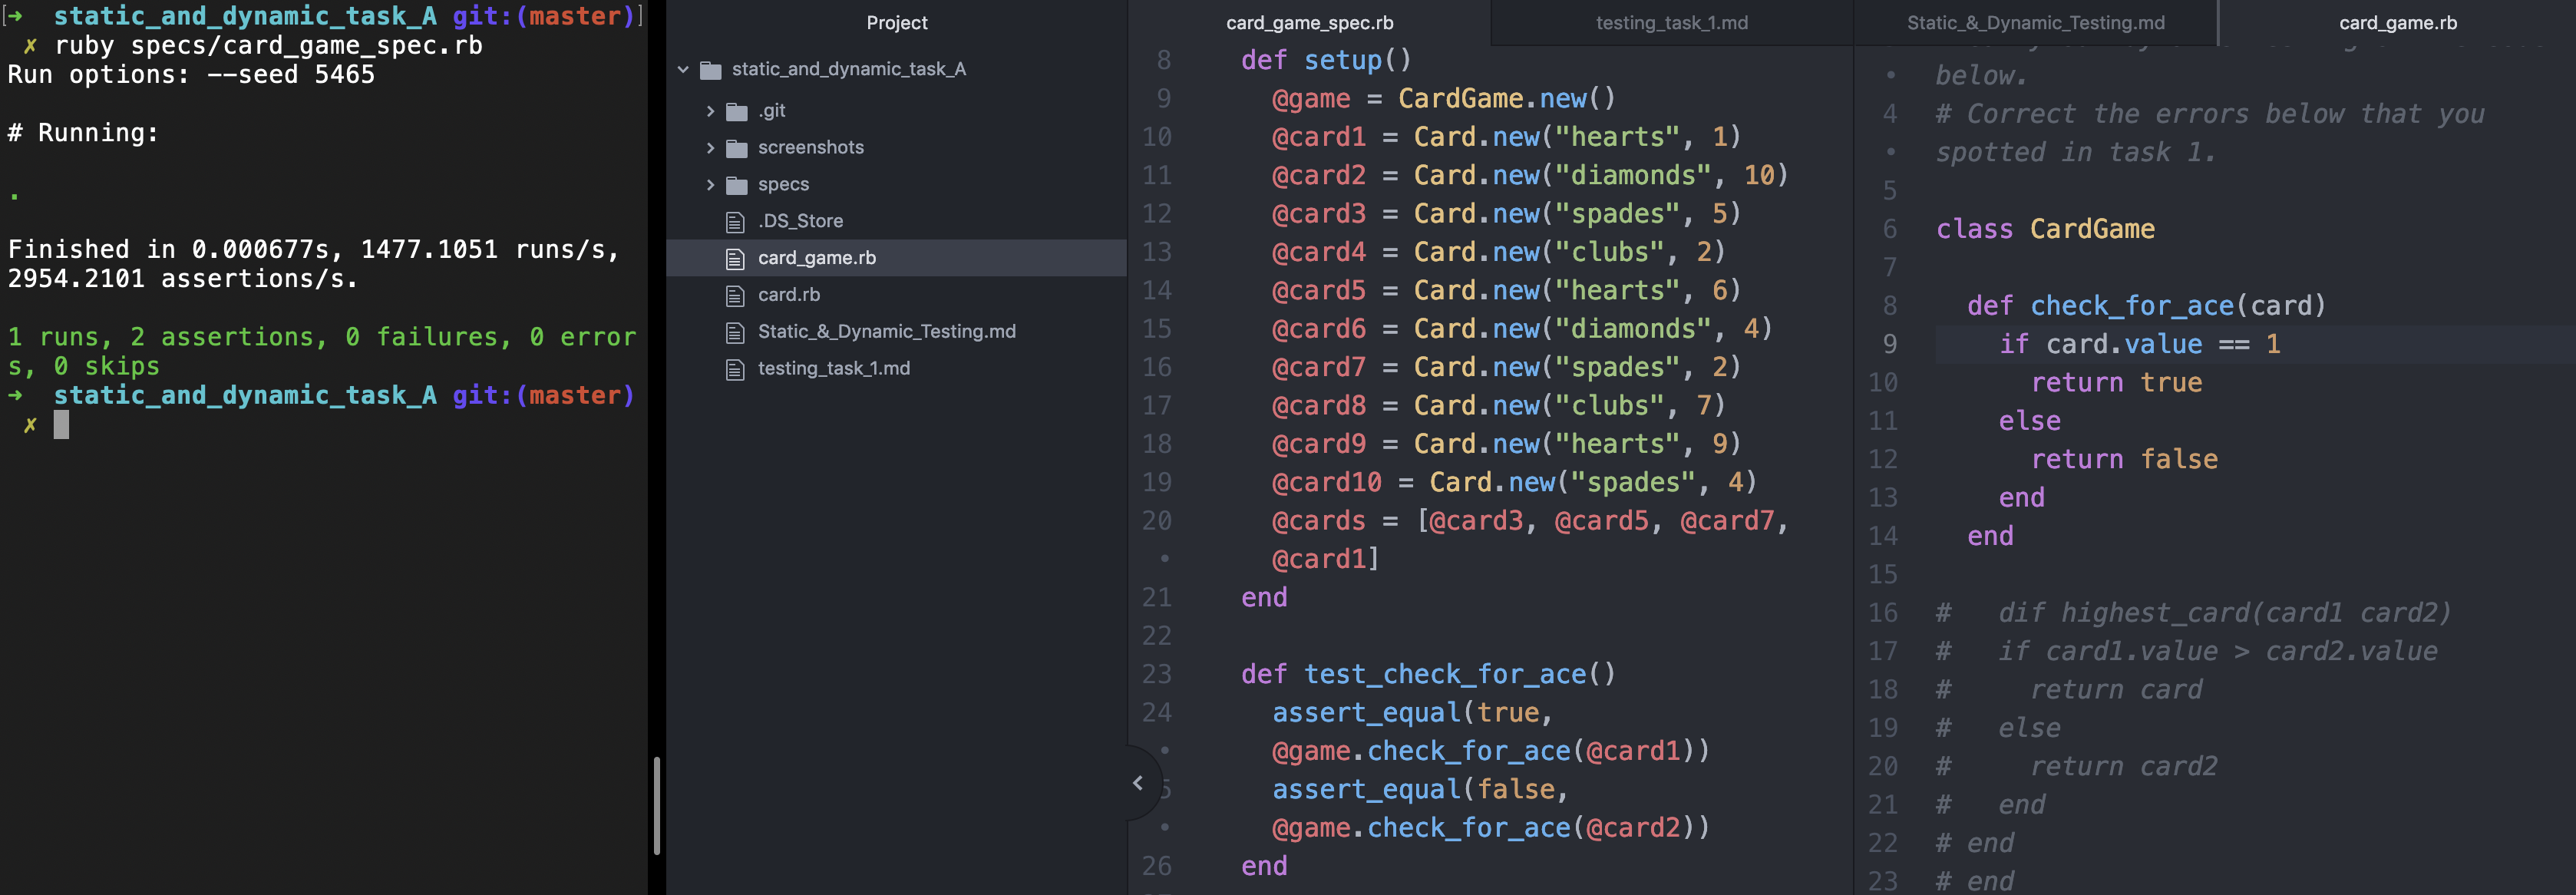 [➜  static_and_dynamic_task_A git:(master)]
✗ ruby specs/card_game_spec.rb
Run options: --seed 5465
# Running:
.
Finished in 0.000677s, 1477.1051 runs/s,
2954.2101 assertions/s.
1 runs, 2 assertions, 0 failures, 0 error
s, 0 skips
➜  static_and_dynamic_task_A git:(master)
✗
Project
static_and_dynamic_task_A
.git
screenshots
specs
.DS_Store
card_game.rb
card.rb
Static_&_Dynamic_Testing.md
testing_task_1.md
card_game_spec.rb
testing_task_1.md
Static_&_Dynamic_Testing.md
card_game.rb
8 def setup()
9 @game = CardGame.new()
10 @card1 = Card.new("hearts", 1)
11 @card2 = Card.new("diamonds", 10)
12 @card3 = Card.new("spades", 5)
13 @card4 = Card.new("clubs", 2)
14 @card5 = Card.new("hearts", 6)
15 @card6 = Card.new("diamonds", 4)
16 @card7 = Card.new("spades", 2)
17 @card8 = Card.new("clubs", 7)
18 @card9 = Card.new("hearts", 9)
19 @card10 = Card.new("spades", 4)
20 @cards = [@card3, @card5, @card7,
• @card1]
21 end
22
23 def test_check_for_ace()
24 assert_equal(true,
• @game.check_for_ace(@card1))
5 assert_equal(false,
• @game.check_for_ace(@card2))
26 end
• below.
4 # Correct the errors below that you
• spotted in task 1.
5
6 class CardGame
7
8 def check_for_ace(card)
9 if card.value == 1
10 return true
11 else
12 return false
13 end
14 end
15
16 # dif highest_card(card1 card2)
17 # if card1.value > card2.value
18 # return card
19 # else
20 # return card2
21 # end
22 # end
23 # end